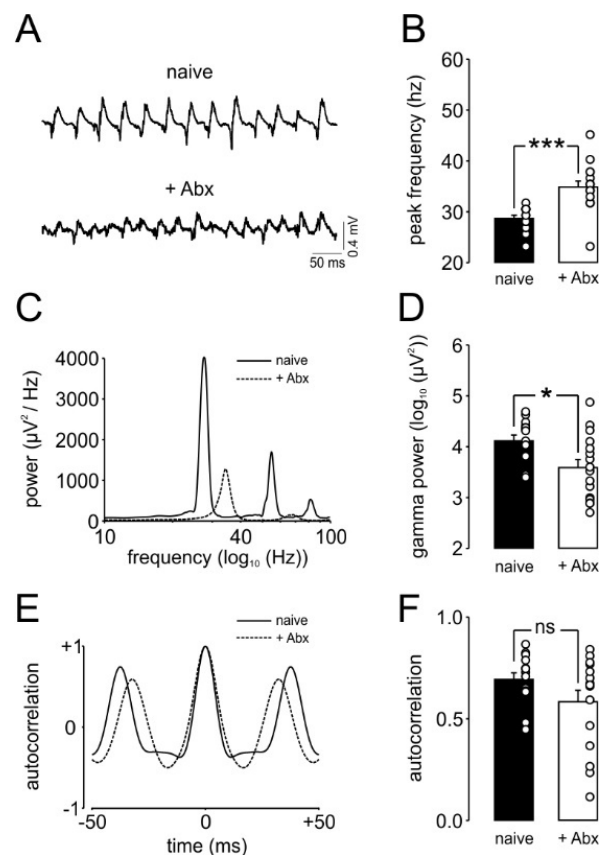 A
naive
+ Abx
0.4 mV
50 ms
B
peak frequency (hz)
60
50
40
30
20
***
naive
+ Abx
C
power (µV² / Hz)
4000
3000
2000
1000
0
naive
+ Abx
10
40
100
frequency (log₁₀ (Hz))
D
gamma power (log₁₀ (µV²))
6
5
4
3
2
*
naive
+ Abx
E
autocorrelation
+1
0
-1
naive
+ Abx
-50
0
+50
time (ms)
F
autocorrelation
1.0
0.5
0.0
ns
naive
+ Abx